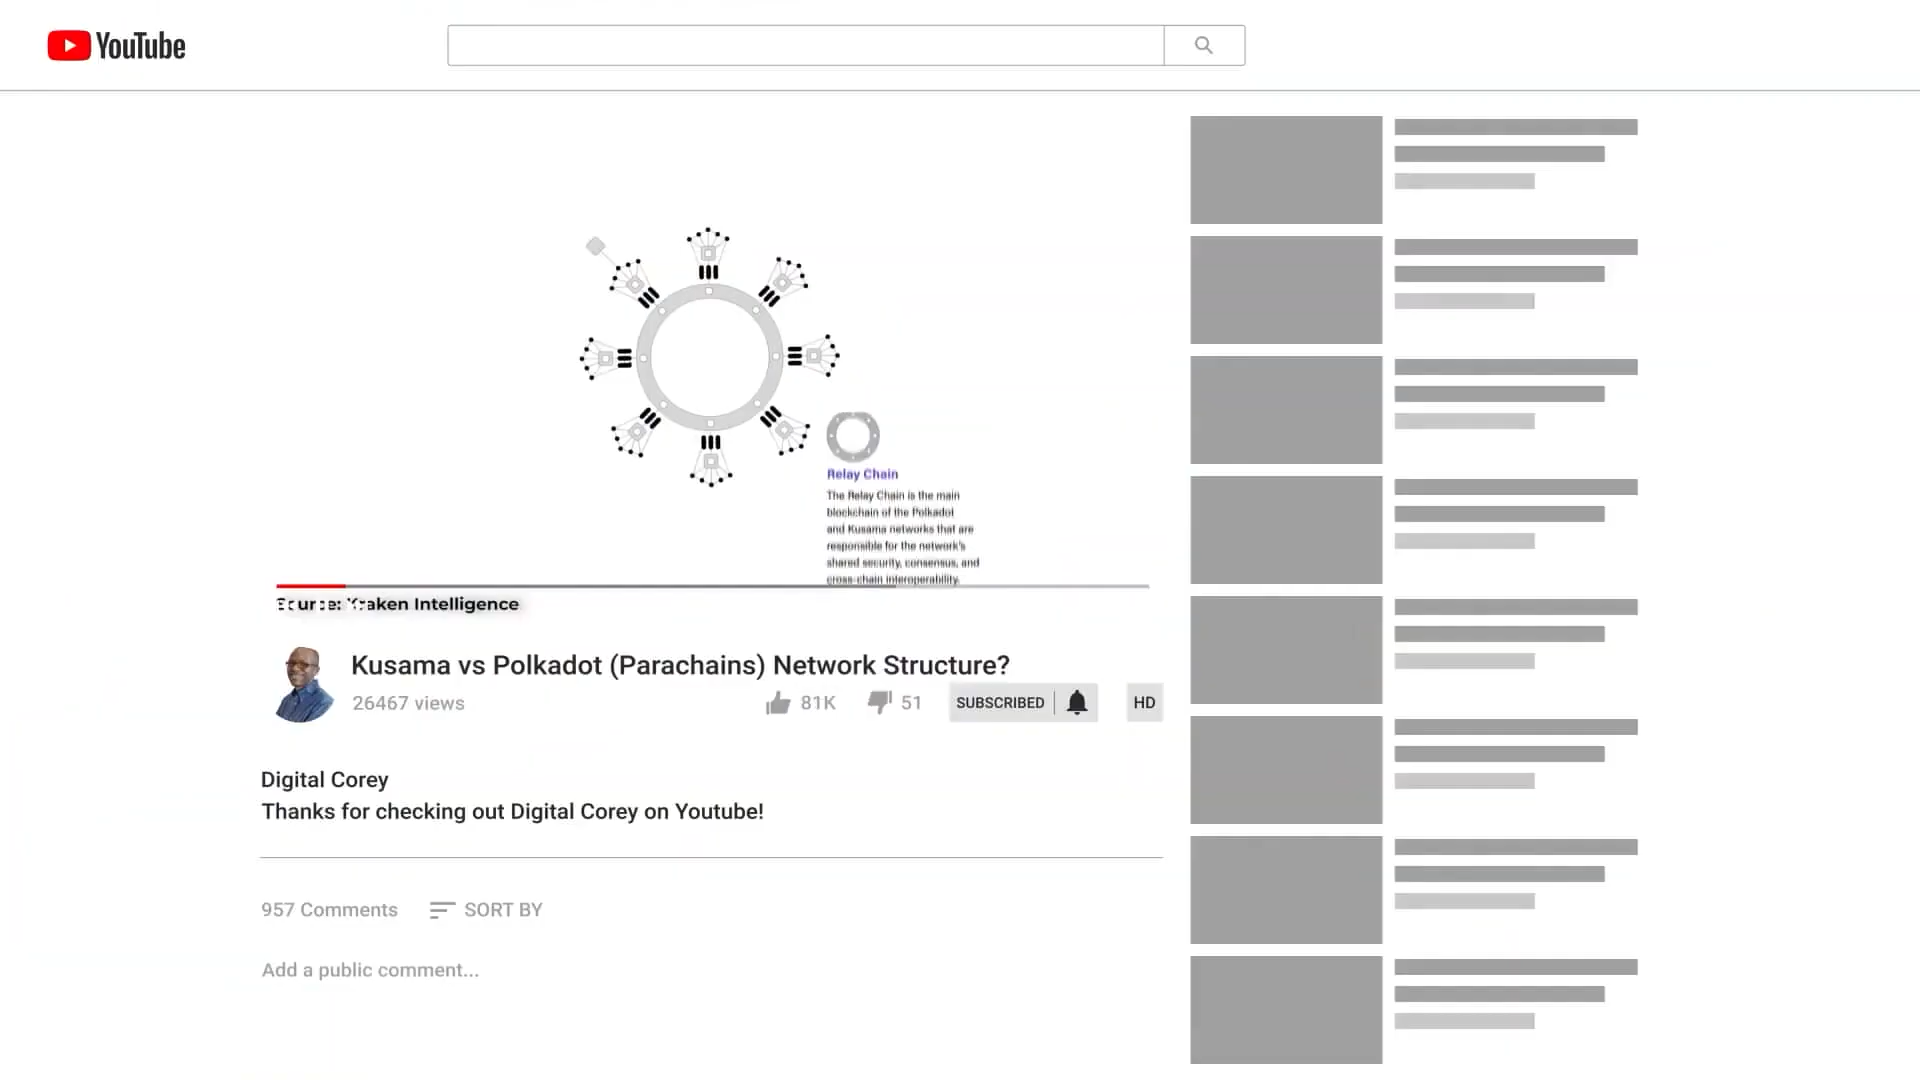 YouTube
Relay Chain
The Relay Chain is the main
blockchain of the Polkadot
and Kusama networks that are
responsible for the network's
shared security, consensus, and
cross-chain interoperability.
Source: Kraken Intelligence
Kusama vs Polkadot (Parachains) Network Structure?
26467 views
81K
51
SUBSCRIBED
HD
Digital Corey
Thanks for checking out Digital Corey on Youtube!
957 Comments
SORT BY
Add a public comment...